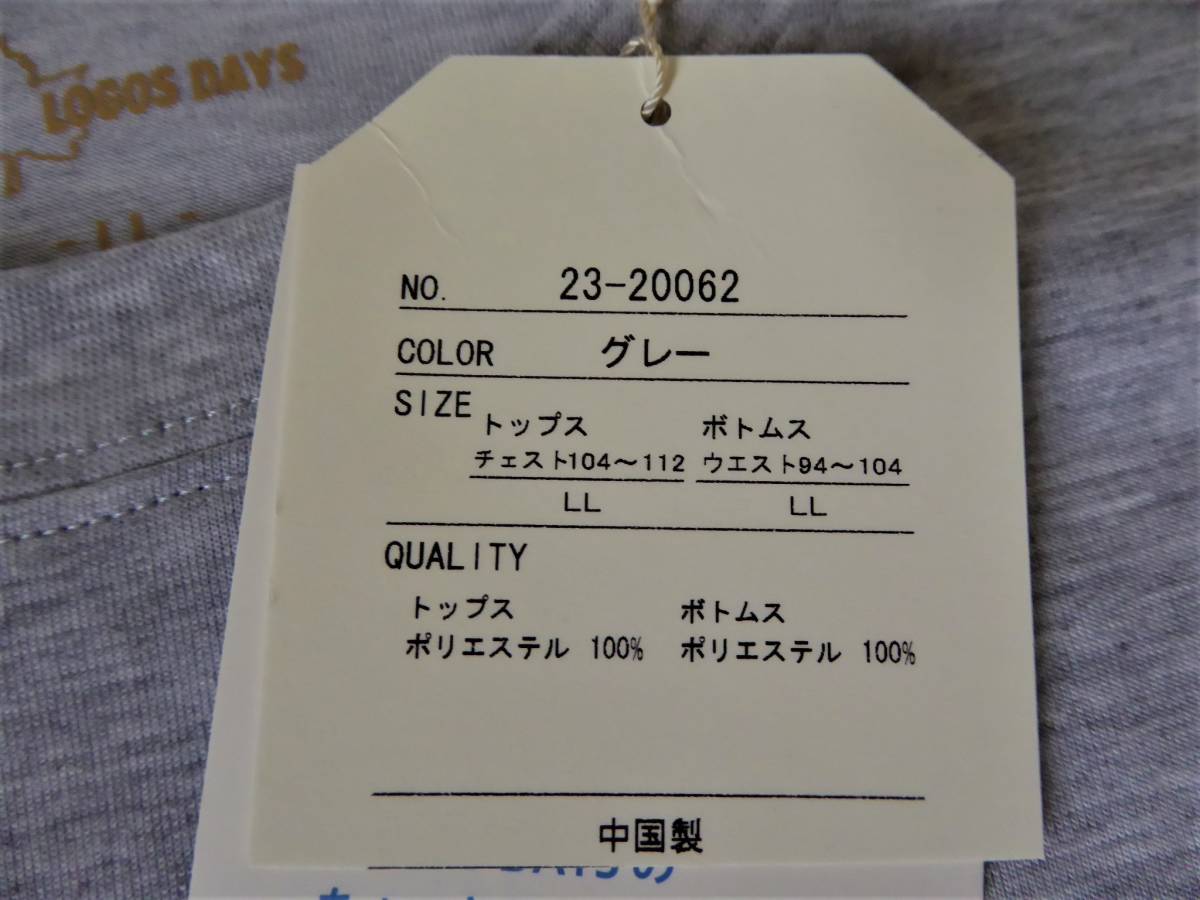 LOGOS DAYS
NO. 23-20062
COLOR グレー
SIZE
トップス ボトムス
チェスト104～112 ウエスト94～104
LL LL
QUALITY
トップス ボトムス
ポリエステル 100% ポリエステル 100%
中国製